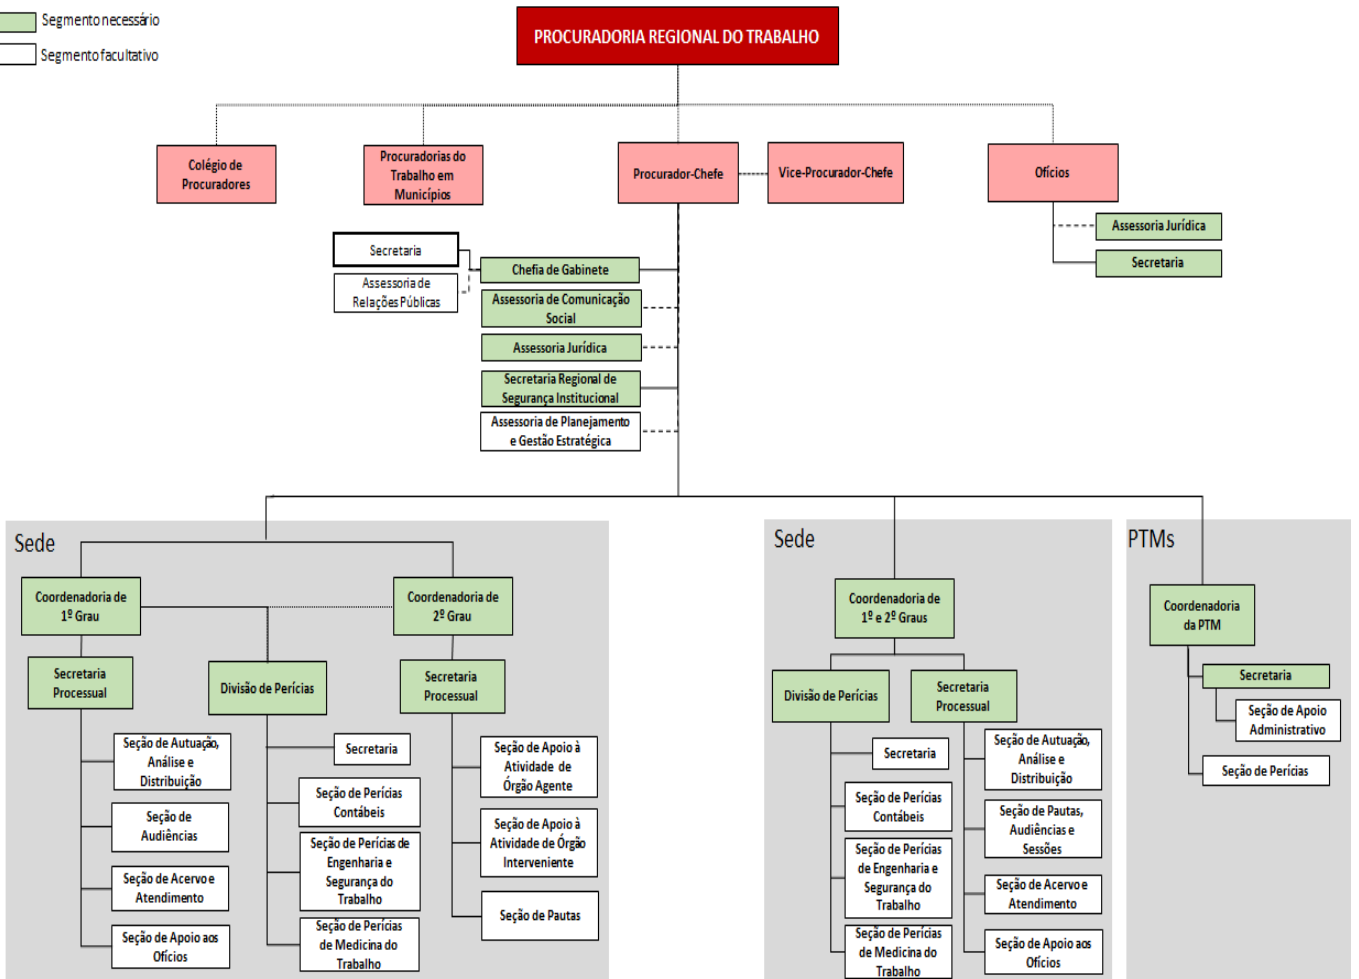 Segmento necessário
Segmento facultativo
PROCURADORIA REGIONAL DO TRABALHO
Colégio de
Procuradores
Procuradorias do
Trabalho em
Municípios
Procurador-Chefe
Vice-Procurador-Chefe
Ofícios
Assessoria Jurídica
Secretaria
Secretaria
Assessoria de
Relações Públicas
Chefia de Gabinete
Assessoria de Comunicação
Social
Assessoria Jurídica
Secretaria Regional de
Segurança Institucional
Assessoria de Planejamento
e Gestão Estratégica
Sede
Coordenadoria de
1º Grau
Coordenadoria de
2º Grau
Secretaria
Processual
Divisão de Perícias
Secretaria
Processual
Seção de Autuação,
Análise e
Distribuição
Seção de
Audiências
Seção de Acervo e
Atendimento
Seção de Apoio aos
Ofícios
Secretaria
Seção de Perícias
Contábeis
Seção de Perícias de
Engenharia e
Segurança do
Trabalho
Seção de Perícias
de Medicina do
Trabalho
Seção de Apoio à
Atividade de
Órgão Agente
Seção de Apoio à
Atividade de Órgão
Interveniente
Seção de Pautas
Sede
Coordenadoria de
1º e 2º Graus
Divisão de Perícias
Secretaria
Processual
Secretaria
Seção de Perícias
Contábeis
Seção de Perícias
de Engenharia e
Segurança do
Trabalho
Seção de Perícias
de Medicina do
Trabalho
Seção de Autuação,
Análise e
Distribuição
Seção de Pautas,
Audiências e
Sessões
Seção de Acervo e
Atendimento
Seção de Apoio aos
Ofícios
PTMs
Coordenadoria
da PTM
Secretaria
Seção de Apoio
Administrativo
Seção de Perícias